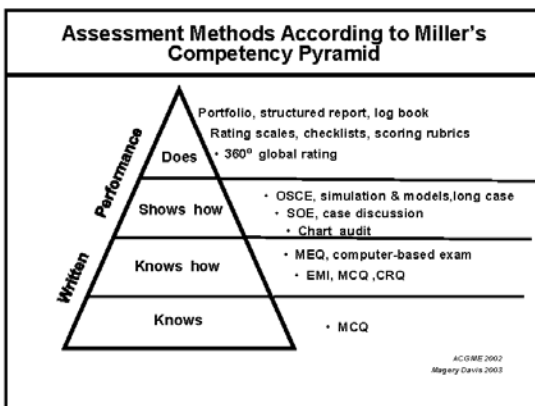 Assessment Methods According to Miller's
Competency Pyramid
Performance
Written
Portfolio, structured report, log book
Rating scales, checklists, scoring rubrics
• 360° global rating
Does
• OSCE, simulation & models,long case
Shows how
• SOE, case discussion
• Chart audit
• MEQ, computer-based exam
Knows how
• EMI, MCQ ,CRQ
Knows
• MCQ
ACGME 2002
Magery Davis 2003